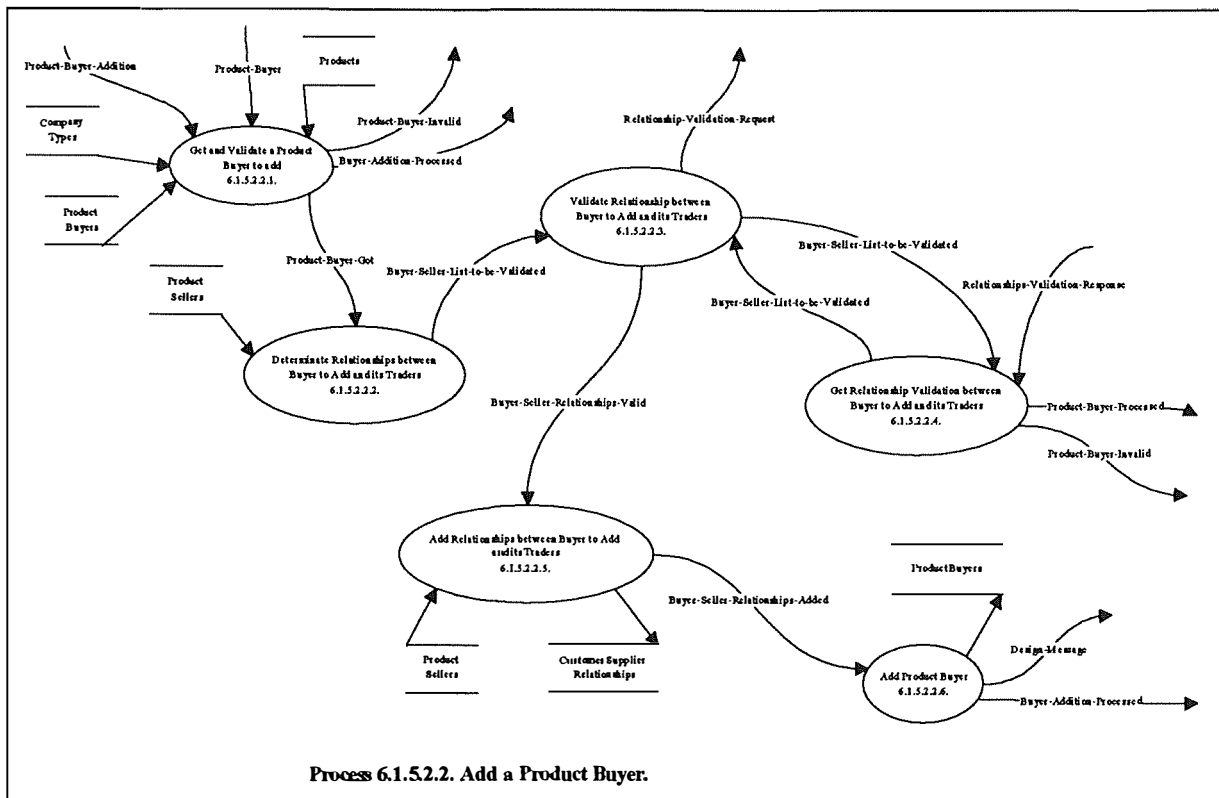 Product-Buyer-Addition
Product-Buyer
Products
Company
Types
Product-Buyer-Invalid
Buyer-Addition-Processed
Get and Validate a Product
Buyer to add
6.1.5.2.2.1.
Product
Buyers
Product-Buyer-Got
Product
Sellers
Determinate Relationships between
Buyer to Add and its Traders
6.1.5.2.2.2.
Buyer-Seller-List-to-be-Validated
Relationship-Validation-Request
Validate Relationship between
Buyer to Add and its Traders
6.1.5.2.2.3.
Buyer-Seller-List-to-be-Validated
Buyer-Seller-List-to-be-Validated
Relationships-Validation-Response
Get Relationship Validation between
Buyer to Add and its Traders
6.1.5.2.2.4.
Product-Buyer-Processed
Product-Buyer-Invalid
Buyer-Seller-Relationships-Valid
Add Relationships between Buyer to Add
and its Traders
6.1.5.2.2.5.
Product
Sellers
Customer Supplier
Relationships
Buyer-Seller-Relationships-Added
Product Buyers
Add Product Buyer
6.1.5.2.2.6.
Design-Message
Buyer-Addition-Processed
Process 6.1.5.2.2. Add a Product Buyer.